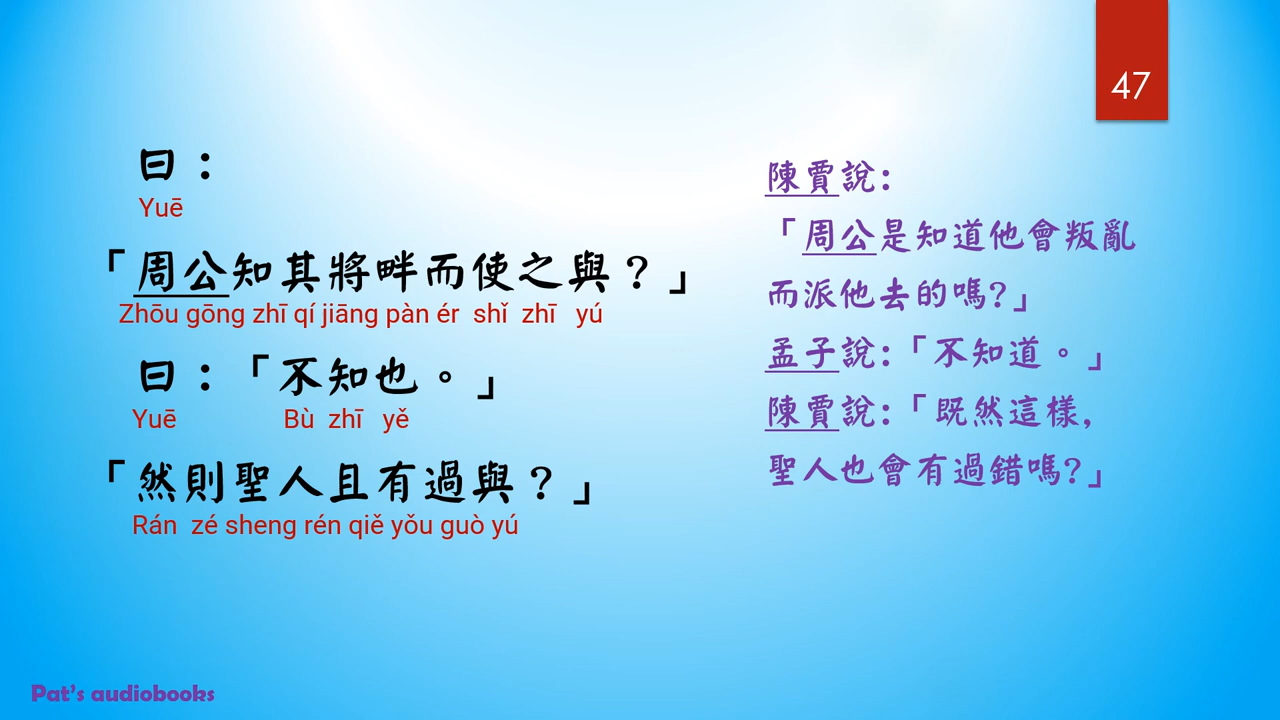 47
曰：
Yuē
「周公知其將畔而使之與？」
Zhōu gōng zhī qí jiāng pàn ér shǐ zhī yú
曰：「不知也。」
Yuē Bù zhī yě
「然則聖人且有過與？」
Rán zé sheng rén qiě yǒu guò yú
陳賈說:
「周公是知道他會叛亂
而派他去的嗎?」
孟子說:「不知道。」
陳賈說:「既然這樣,
聖人也會有過錯嗎?」
Pat's audiobooks